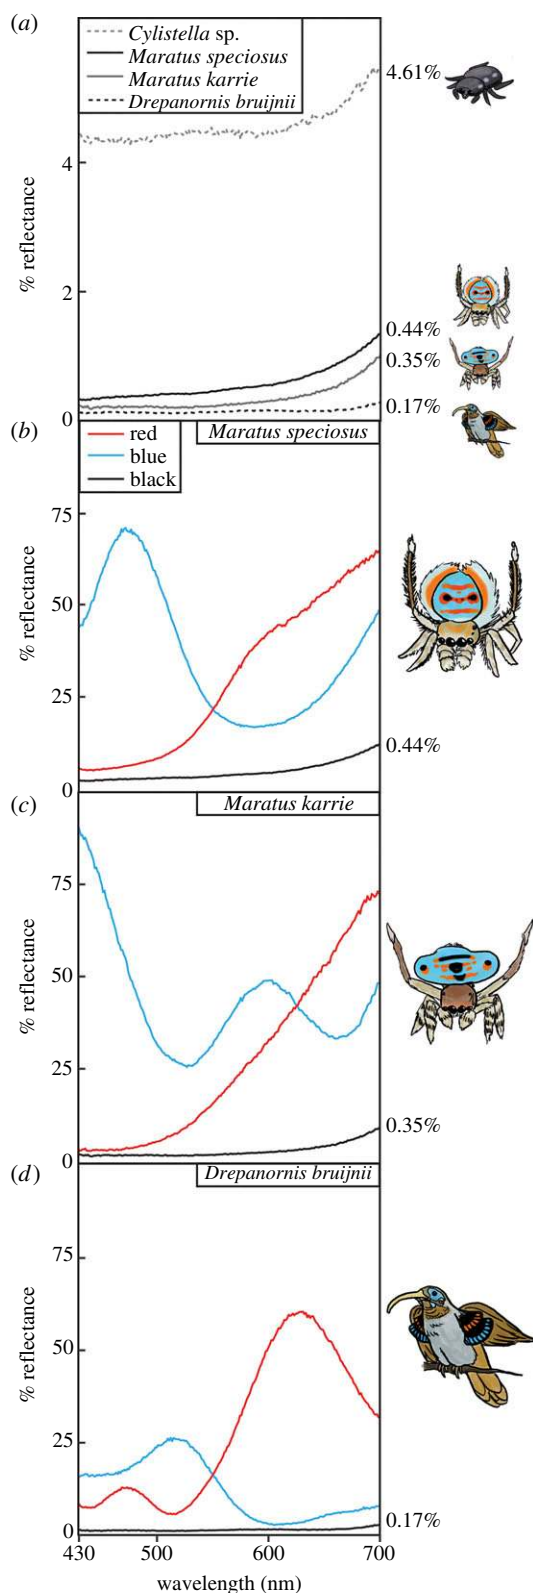 (a)
Cylistella sp.
Maratus speciosus
Maratus karrie
Drepanornis bruijnii
4.61%
4
% reflectance
2
0.44%
0.35%
0.17%
0
(b)
red
blue
black
Maratus speciosus
75
50
% reflectance
25
0.44%
0
(c)
Maratus karrie
75
% reflectance
50
25
0.35%
0
(d)
Drepanornis bruijnii
75
% reflectance
50
25
0.17%
0
430 500 600 700
wavelength (nm)